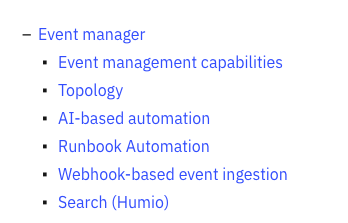 – Event manager
▪ Event management capabilities
▪ Topology
▪ AI-based automation
▪ Runbook Automation
▪ Webhook-based event ingestion
▪ Search (Humio)